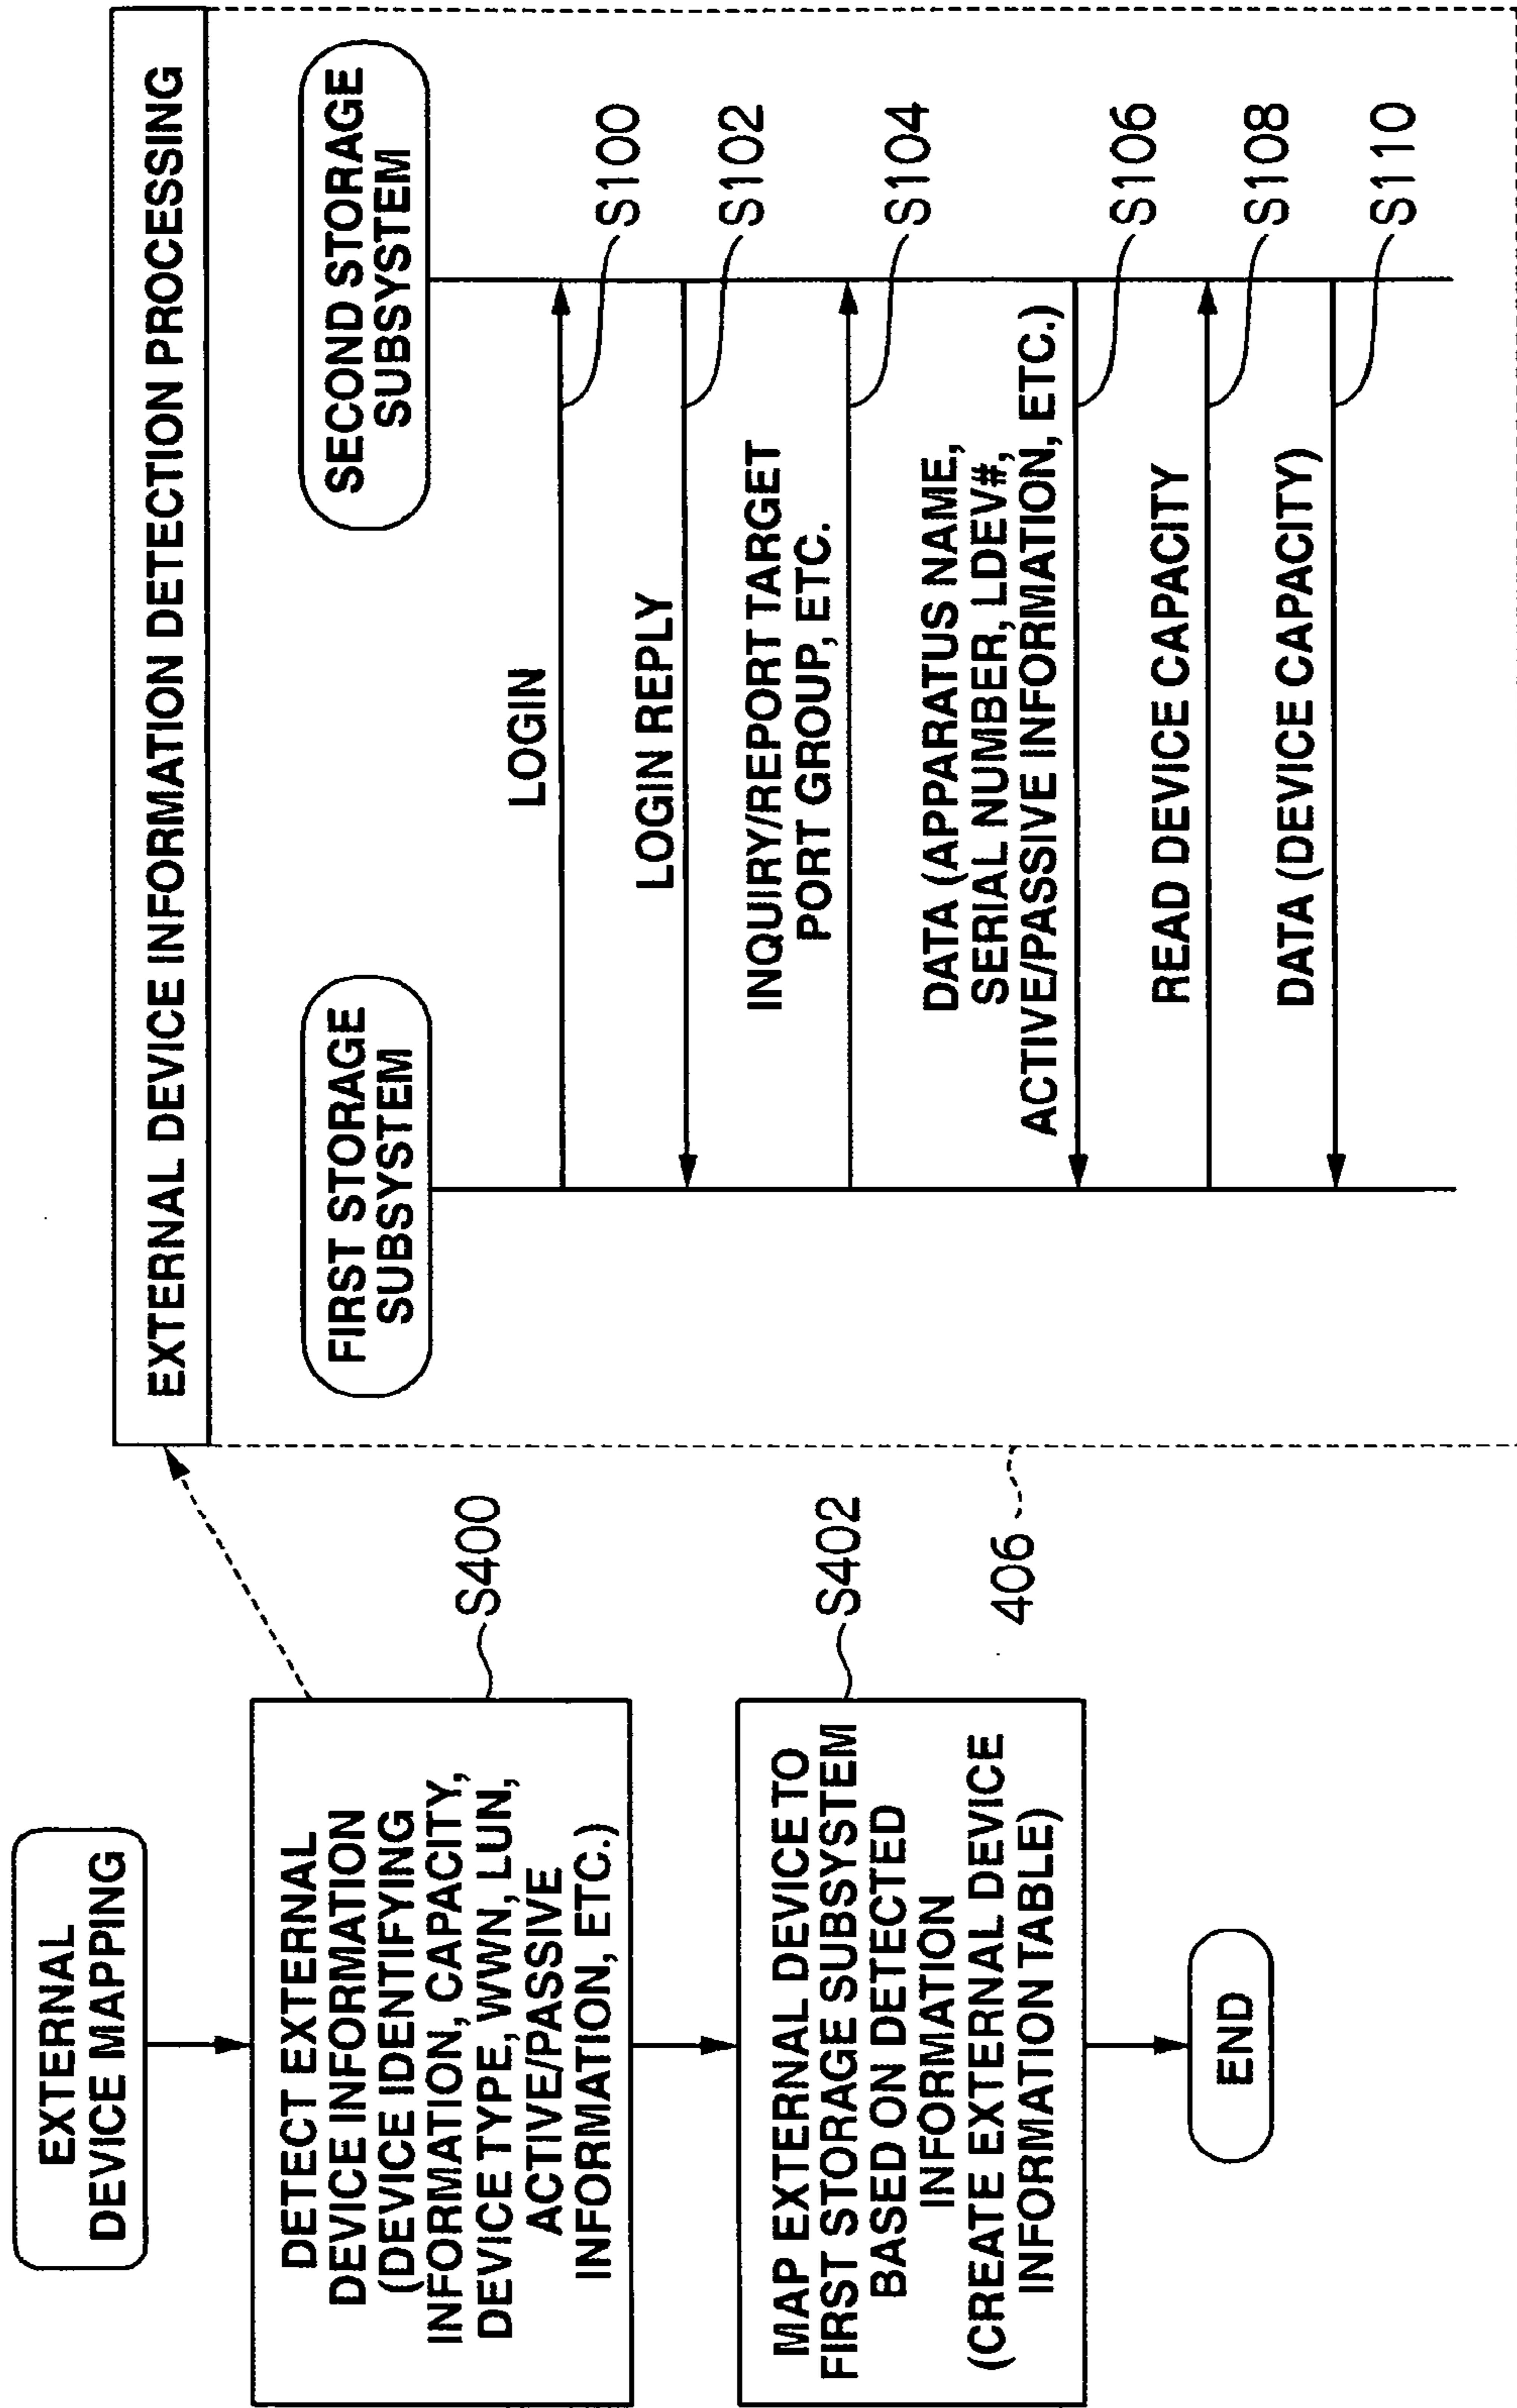 EXTERNAL
DEVICE MAPPING
DETECT EXTERNAL
DEVICE INFORMATION
(DEVICE IDENTIFYING
INFORMATION, CAPACITY,
DEVICE TYPE, WWN, LUN,
ACTIVE/PASSIVE
INFORMATION, ETC.)
S400
MAP EXTERNAL DEVICE TO
FIRST STORAGE SUBSYSTEM
BASED ON DETECTED
INFORMATION
(CREATE EXTERNAL DEVICE
INFORMATION TABLE)
S402
END
406
EXTERNAL DEVICE INFORMATION DETECTION PROCESSING
FIRST STORAGE
SUBSYSTEM
SECOND STORAGE
SUBSYSTEM
LOGIN
S100
LOGIN REPLY
S102
INQUIRY/REPORT TARGET
PORT GROUP, ETC.
S104
DATA (APPARATUS NAME,
SERIAL NUMBER, LDEV#,
ACTIVE/PASSIVE INFORMATION, ETC.)
S106
READ DEVICE CAPACITY
S108
DATA (DEVICE CAPACITY)
S110